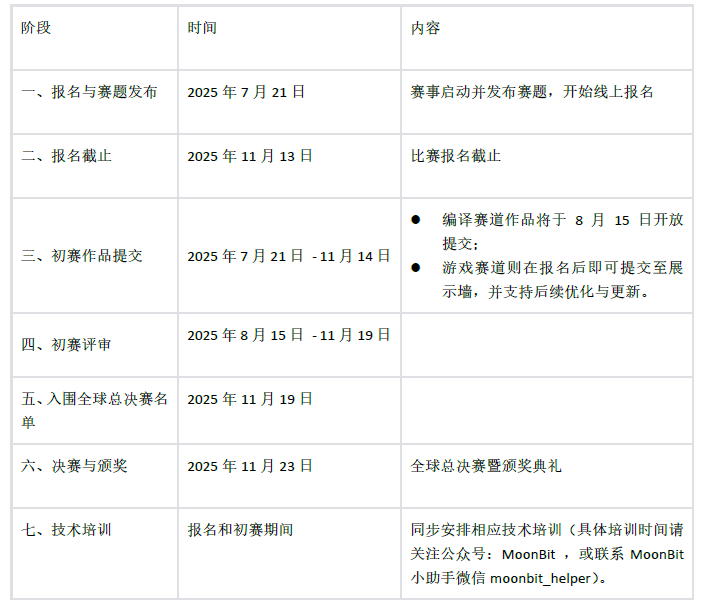 阶段 时间 内容
一、报名与赛题发布 2025 年 7 月 21 日 赛事启动并发布赛题，开始线上报名
二、报名截止 2025 年 11 月 13 日 比赛报名截止
三、初赛作品提交 2025 年 7 月 21 日 - 11 月 14 日
● 编译赛道作品将于 8 月 15 日开放
提交；
● 游戏赛道则在报名后即可提交至展
示墙，并支持后续优化与更新。
四、初赛评审 2025 年 8 月 15 日 - 11 月 19 日
五、入围全球总决赛名
单
2025 年 11 月 19 日
六、决赛与颁奖 2025 年 11 月 23 日 全球总决赛暨颁奖典礼
七、技术培训 报名和初赛期间
同步安排相应技术培训（具体培训时间请
关注公众号：MoonBit ，或联系 MoonBit
小助手微信 moonbit_helper）。